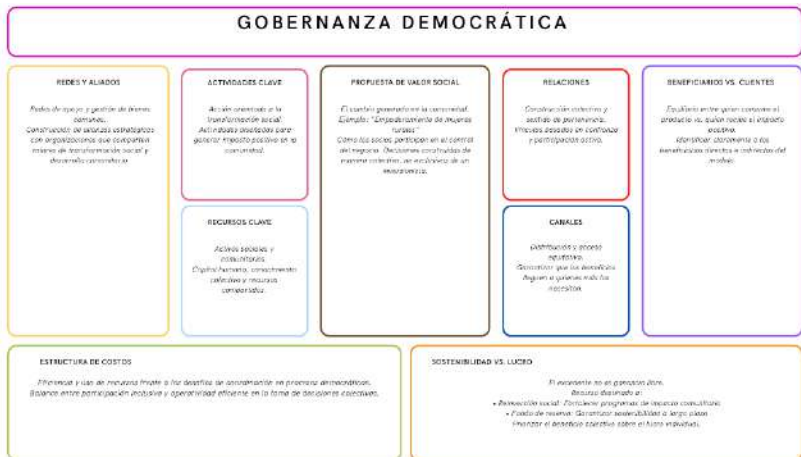 GOBERNANZA DEMOCRÁTICA
REDES Y ALIADOS
Redes de apoyo y gestión de bienes
comunes.
Construcción de alianzas estratégicas
con organizaciones que comparten
valores de transformación social y
desarrollo comunitario
ACTIVIDADES CLAVE
Acción orientada a la
transformación social.
Actividades diseñadas para
generar impacto positivo en la
comunidad.
RECURSOS CLAVE
Activos sociales y
comunitarios.
Capital humano, conocimiento
colectivo y recursos
compartidos.
PROPUESTA DE VALOR SOCIAL
El cambio generado en la comunidad.
Ejemplo: "Empoderamiento de mujeres
rurales"
Cómo los socios participan en el control
del negocio. Decisiones construidas de
manera colectiva, no exclusivas de un
inversionista.
RELACIONES
Construcción colectiva y
sentido de pertenencia.
Vínculos basados en confianza
y participación activa.
CANALES
Distribución y acceso
equitativo.
Garantizar que los beneficios
lleguen a quienes más los
necesitan.
BENEFICIARIOS VS. CLIENTES
Equilibrio entre quien consume el
producto vs. quien recibe el impacto
positivo.
Identificar claramente a los
beneficiarios directos e indirectos del
modelo.
ESTRUCTURA DE COSTOS
Eficiencia y uso de recursos frente a los desafíos de coordinación en procesos democráticos.
Balance entre participación inclusiva y operatividad eficiente en la toma de decisiones colectivas.
SOSTENIBILIDAD VS. LUCRO
El excedente no es ganancia libre.
Recurso destinado a:
• Reinversión social: Fortalecer programas de impacto comunitario
• Fondo de reserva: Garantizar sostenibilidad a largo plazo
Priorizar el beneficio colectivo sobre el lucro individual.